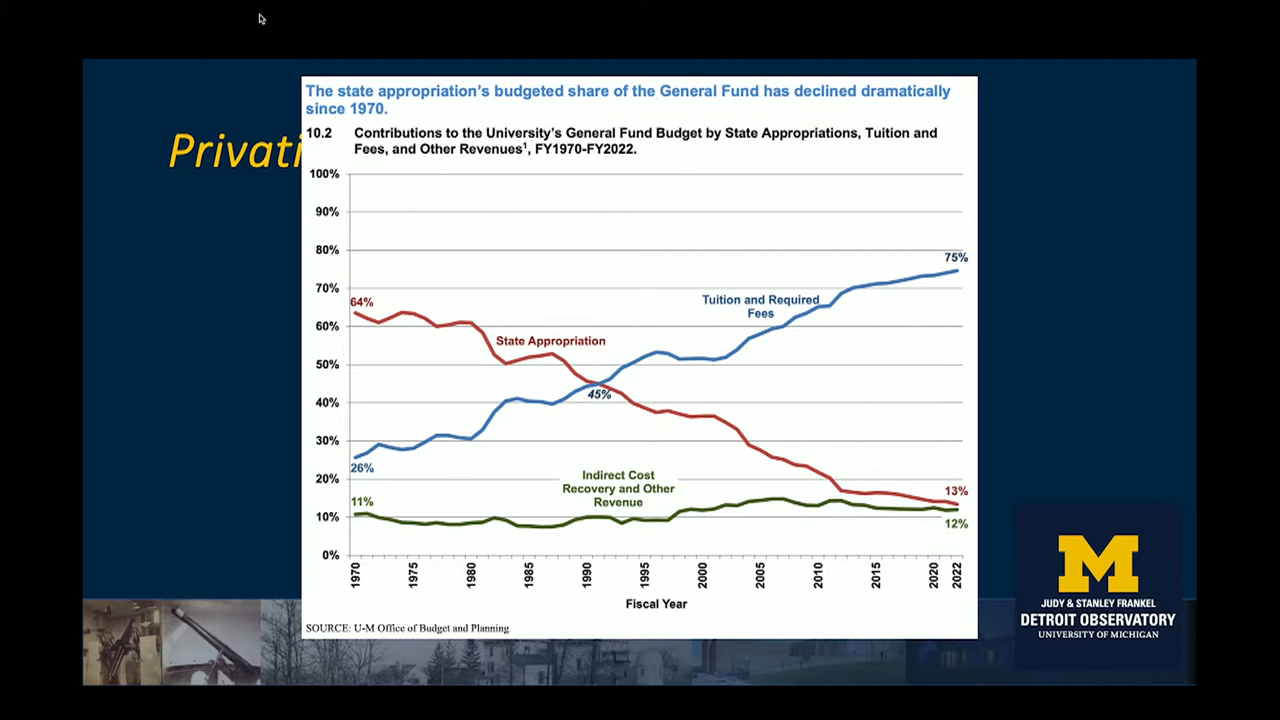 The state appropriation's budgeted share of the General Fund has declined dramatically
since 1970.
Privati
10.2 Contributions to the University's General Fund Budget by State Appropriations, Tuition and
Fees, and Other Revenues1, FY1970-FY2022.
100%
90%
80%
70%
60%
50%
40%
30%
20%
10%
0%
75%
64%
Tuition and Required
Fees
State Appropriation
45%
26%
Indirect Cost
Recovery and Other
Revenue
11%
13%
12%
1970
1975
1980
1985
1990
1995
2000
2005
2010
2015
2020
2022
Fiscal Year
SOURCE: U-M Office of Budget and Planning
M
JUDY & STANLEY FRANKEL
DETROIT OBSERVATORY
UNIVERSITY OF MICHIGAN